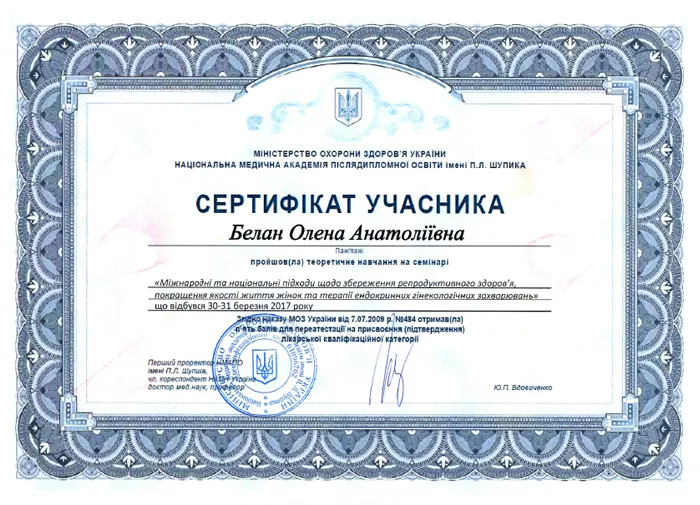 МІНІСТЕРСТВО ОХОРОНИ ЗДОРОВ'Я УКРАЇНИ
НАЦІОНАЛЬНА МЕДИЧНА АКАДЕМІЯ ПІСЛЯДИПЛОМНОЇ ОСВІТИ імені П.Л. ШУПИКА
СЕРТИФІКАТ УЧАСНИКА
Белан Олена Анатоліївна
Пан/пані
пройшов(ла) теоретичне навчання на семінарі
«Міжнародні та національні підходи щодо збереження репродуктивного здоров'я,
покращення якості життя жінок та терапії ендокринних гінекологічних захворювань»
що відбувся 30-31 березня 2017 року
Згідно наказу МОЗ України від 7.07.2009 р. №484 отримав(ла)
п'ять балів для переатестації на присвоєння (підтвердження)
лікарської кваліфікаційної категорії
Перший проректор НМАПО
імені П.Л. Шупика,
чл. кореспондент НАМН України
доктор мед.наук, професор
Ю.П. Вдовиченко